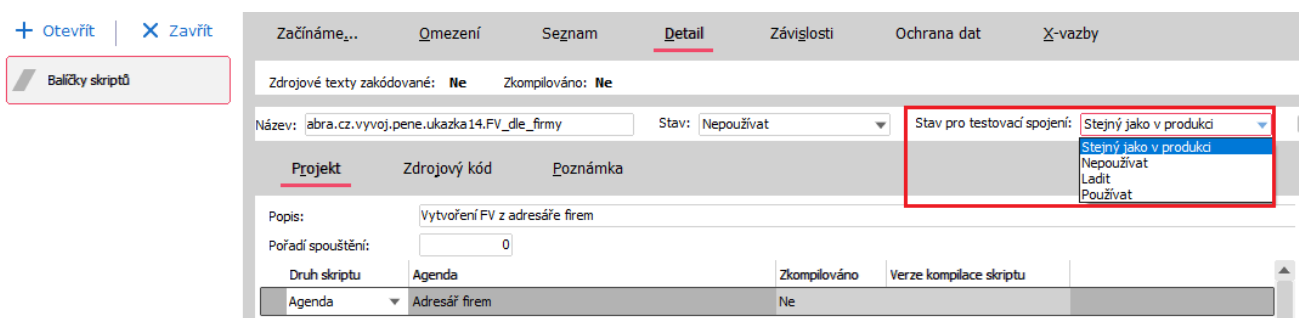 Otevřít Zavřít
Balíčky skriptů
Začínáme... Omezení Seznam Detail Závislosti Ochrana dat X-vazby
Zdrojové texty zakódované: Ne Zkompilováno: Ne
Název: abra.cz.vyvoj.pene.ukazka14.FV_dle_firmy Stav: Nepoužívat Stav pro testovací spojení: Stejný jako v produkci
Stejný jako v produkci
Nepoužívat
Ladit
Používat
Projekt Zdrojový kód Poznámka
Popis: Vytvoření FV z adresáře firem
Pořadí spouštění: 0
Druh skriptu Agenda Zkompilováno Verze kompilace skriptu
Agenda Adresář firem Ne